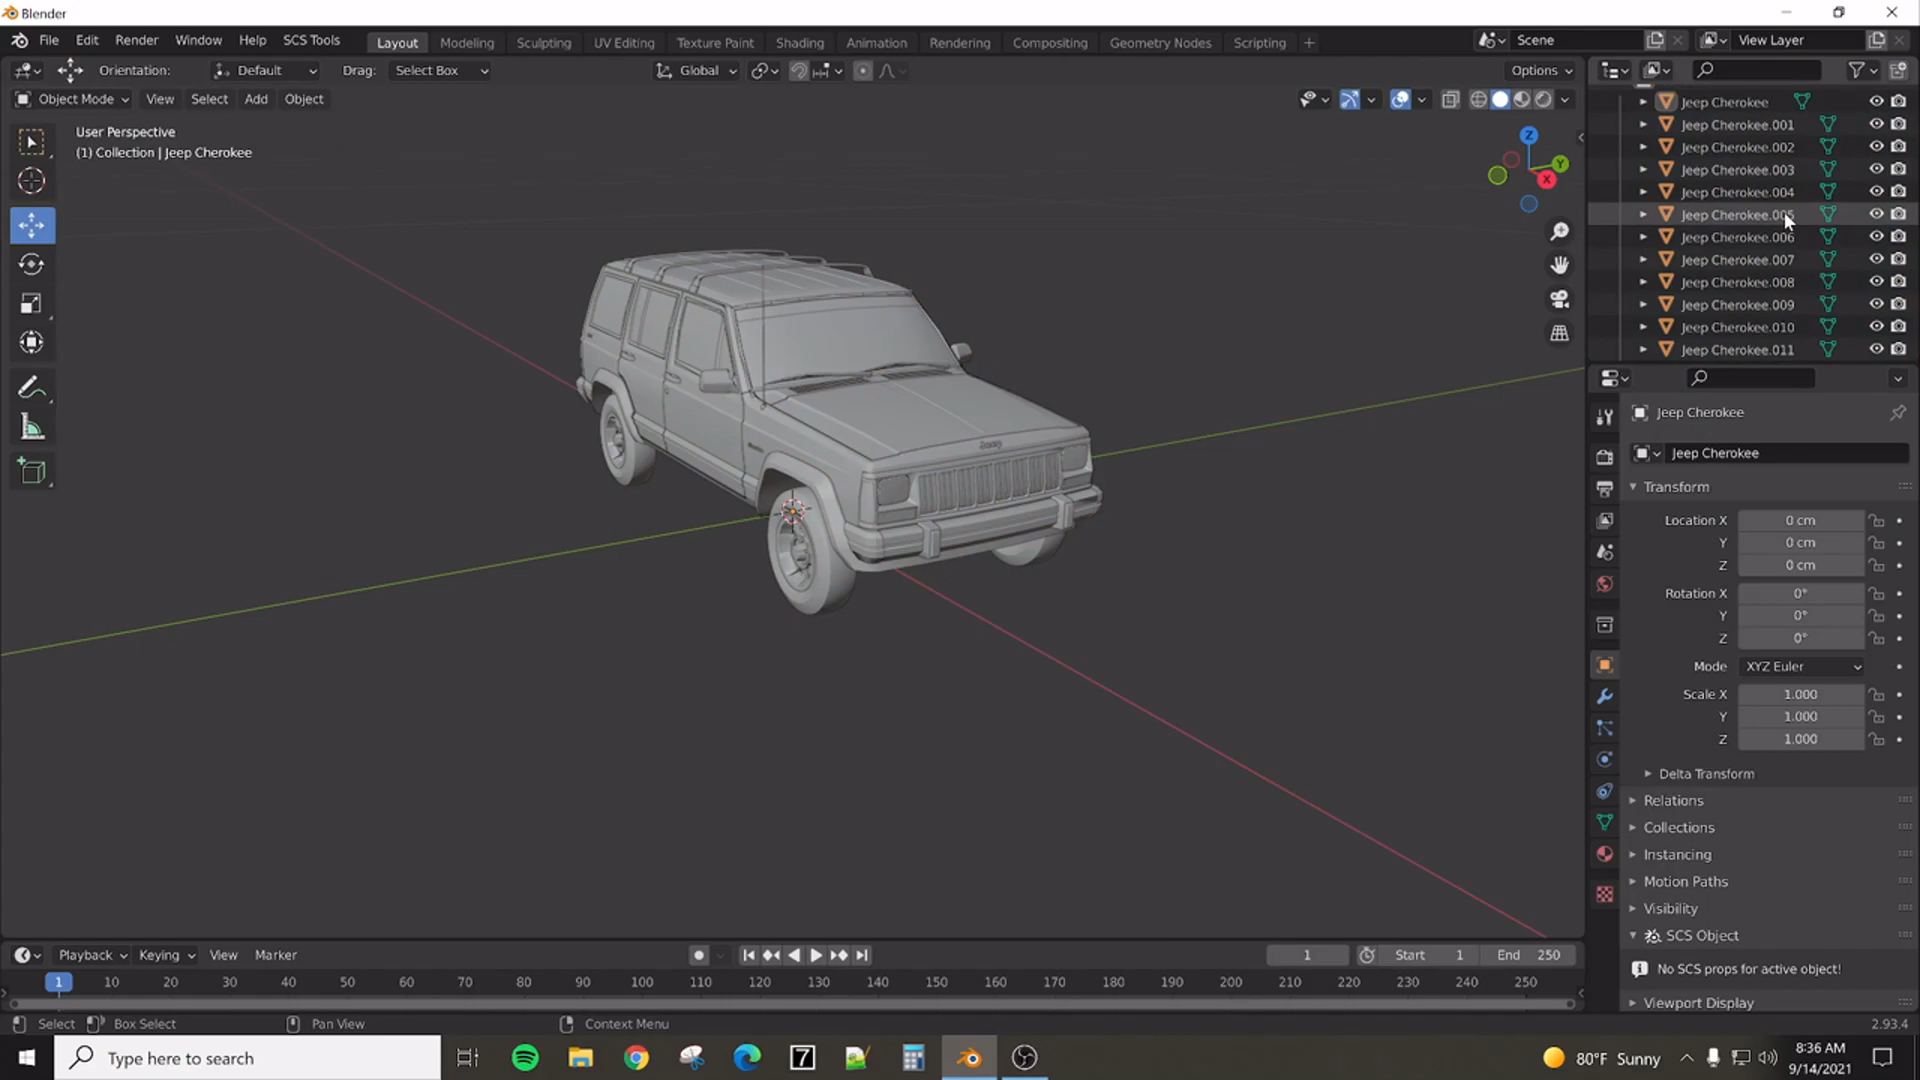 Blender
File Edit Render Window Help SCS Tools Layout Modeling Sculpting UV Editing Texture Paint Shading Animation Rendering Compositing Geometry Nodes Scripting + Scene View Layer
Orientation: Default Drag: Select Box Global Options
Object Mode View Select Add Object
User Perspective
(1) Collection | Jeep Cherokee
Z
Y
X
Jeep
Jeep Cherokee
Jeep Cherokee.001
Jeep Cherokee.002
Jeep Cherokee.003
Jeep Cherokee.004
Jeep Cherokee.005
Jeep Cherokee.006
Jeep Cherokee.007
Jeep Cherokee.008
Jeep Cherokee.009
Jeep Cherokee.010
Jeep Cherokee.011
Jeep Cherokee
Jeep Cherokee
Transform
Location X 0 cm
Y 0 cm
Z 0 cm
Rotation X 0°
Y 0°
Z 0°
Mode XYZ Euler
Scale X 1.000
Y 1.000
Z 1.000
Delta Transform
Relations
Collections
Instancing
Motion Paths
Visibility
SCS Object
No SCS props for active object!
Viewport Display
Playback Keying View Marker 1 Start 1 End 250
1 10 20 30 40 50 60 70 80 90 100 110 120 130 140 150 160 170 180 190 200 210 220 230 240 250
Select Box Select Pan View Context Menu 2.93.4
Type here to search 7 80°F Sunny 8:36 AM
9/14/2021